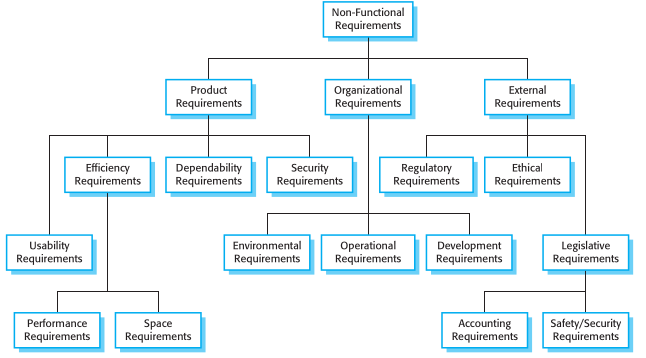 Non-Functional
Requirements
Product
Requirements
Organizational
Requirements
External
Requirements
Efficiency
Requirements
Dependability
Requirements
Security
Requirements
Regulatory
Requirements
Ethical
Requirements
Usability
Requirements
Environmental
Requirements
Operational
Requirements
Development
Requirements
Legislative
Requirements
Performance
Requirements
Space
Requirements
Accounting
Requirements
Safety/Security
Requirements